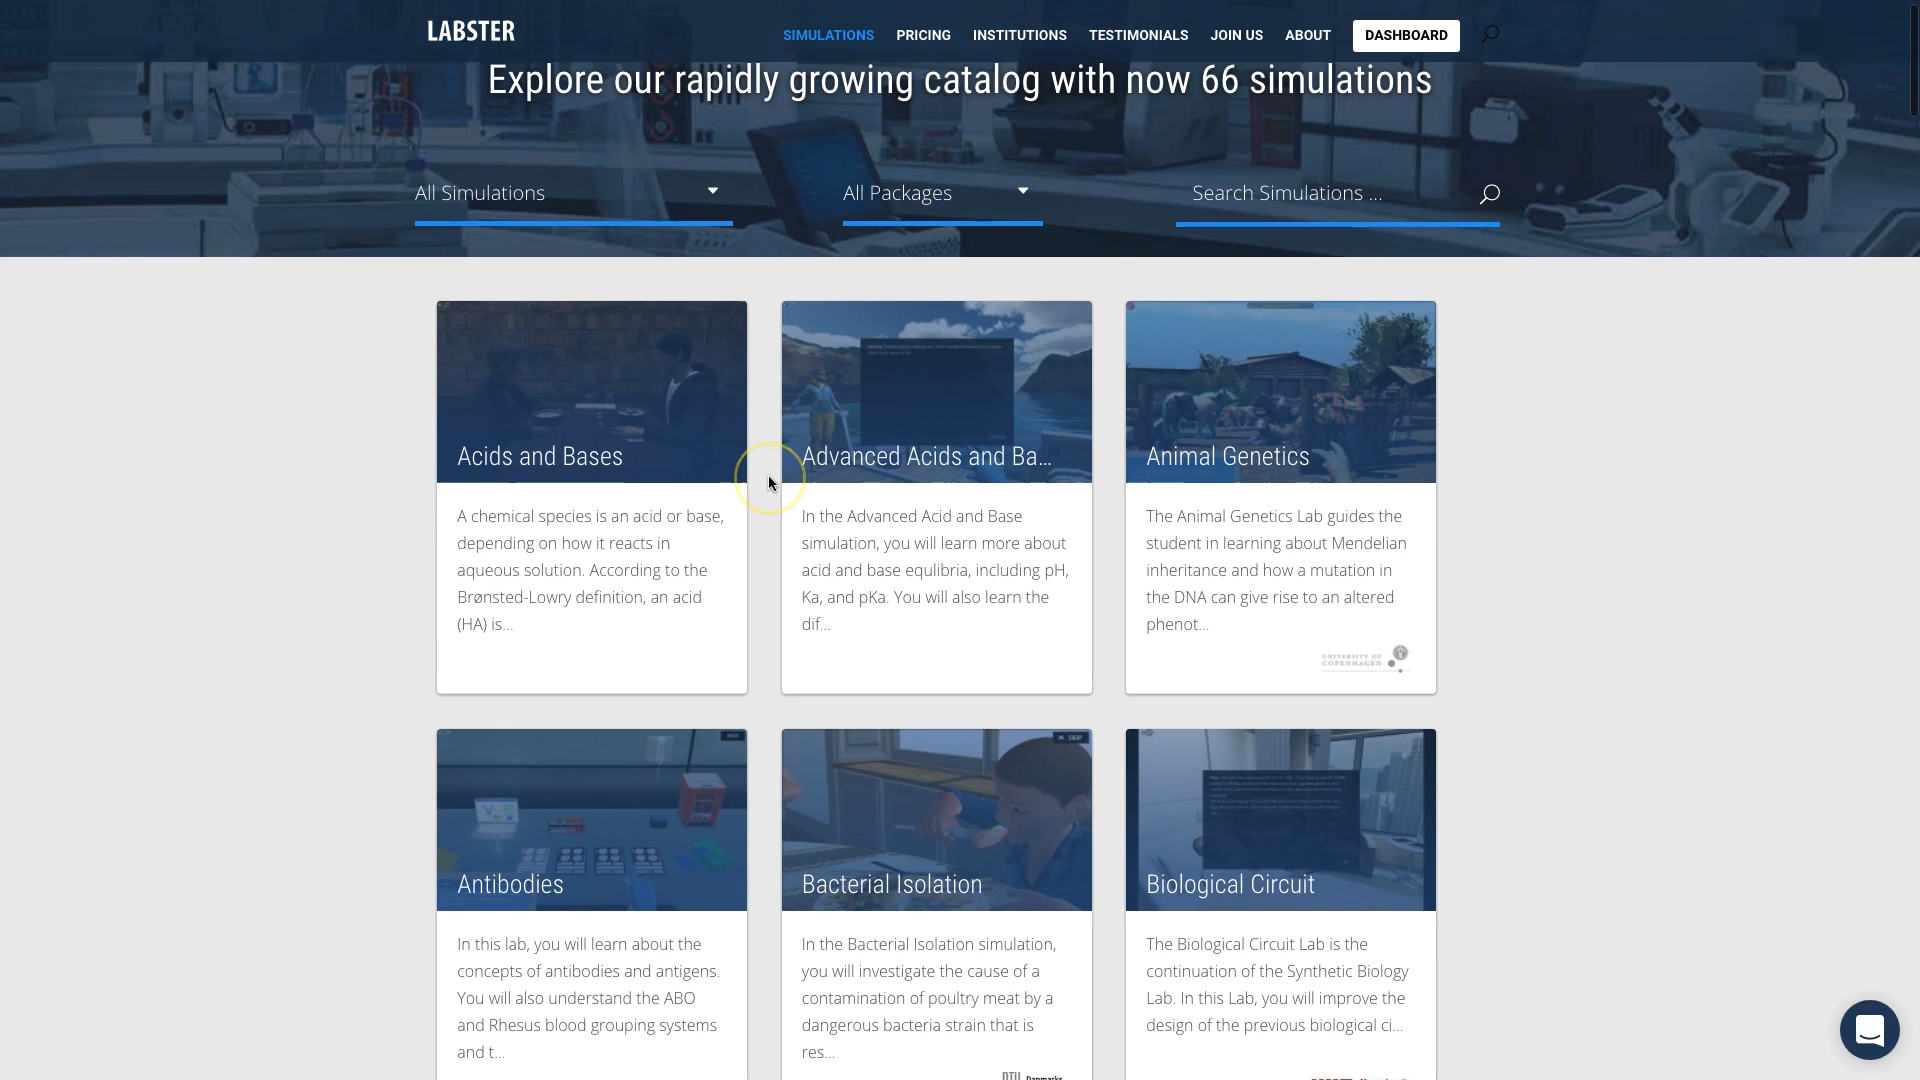 LABSTER
SIMULATIONS PRICING INSTITUTIONS TESTIMONIALS JOIN US ABOUT DASHBOARD
Explore our rapidly growing catalog with now 66 simulations
All Simulations
All Packages
Search Simulations ...
Acids and Bases
A chemical species is an acid or base,
depending on how it reacts in
aqueous solution. According to the
Brønsted-Lowry definition, an acid
(HA) is...
Advanced Acids and Ba...
In the Advanced Acid and Base
simulation, you will learn more about
acid and base equlibria, including pH,
Ka, and pKa. You will also learn the
dif...
Animal Genetics
The Animal Genetics Lab guides the
student in learning about Mendelian
inheritance and how a mutation in
the DNA can give rise to an altered
phenot...
UNIVERSITY OF
COPENHAGEN
BACK
Antibodies
In this lab, you will learn about the
concepts of antibodies and antigens.
You will also understand the ABO
and Rhesus blood grouping systems
and t...
SKIP
Bacterial Isolation
In the Bacterial Isolation simulation,
you will investigate the cause of a
contamination of poultry meat by a
dangerous bacteria strain that is
res...
DTU Danmarks
Biological Circuit
The Biological Circuit Lab is the
continuation of the Synthetic Biology
Lab. In this Lab, you will improve the
design of the previous biological ci...